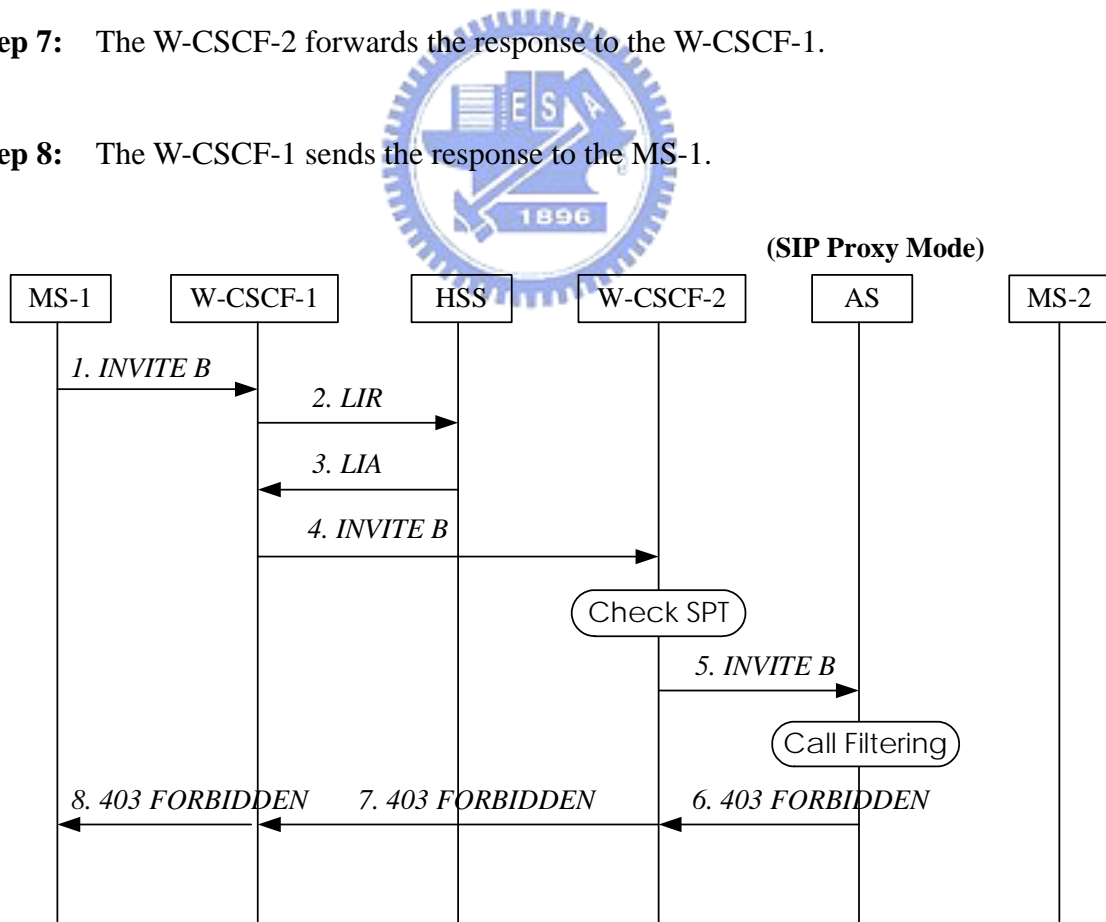 ep 7: The W-CSCF-2 forwards the response to the W-CSCF-1.
ep 8: The W-CSCF-1 sends the response to the MS-1.
E S A
1896
(SIP Proxy Mode)
MS-1 W-CSCF-1 HSS W-CSCF-2 AS MS-2
1. INVITE B
2. LIR
3. LIA
4. INVITE B
Check SPT
5. INVITE B
Call Filtering
8. 403 FORBIDDEN 7. 403 FORBIDDEN 6. 403 FORBIDDEN